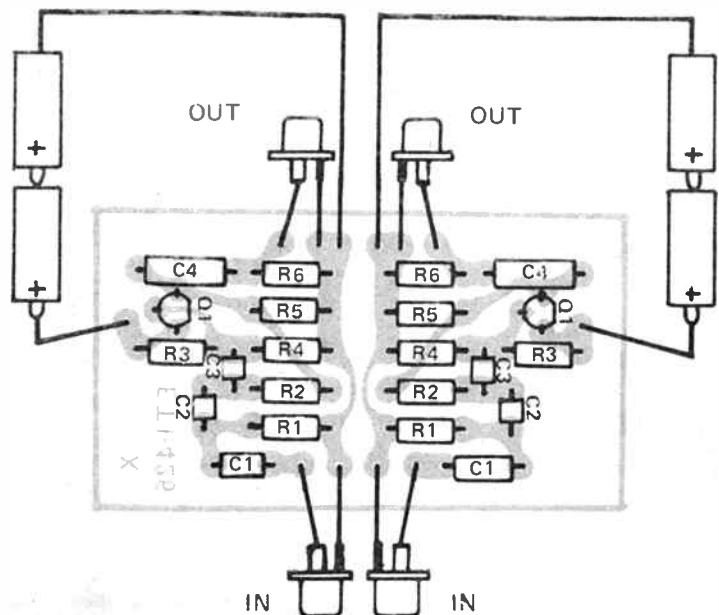 OUT OUT
+ +
+ +
C4 R6 R6 C4
Q1 R5 R5 Q1
R3 R4 R4 R3
C3 C3
R2 R2
C2 C2
R1 R1
C1 C1
X
IN IN